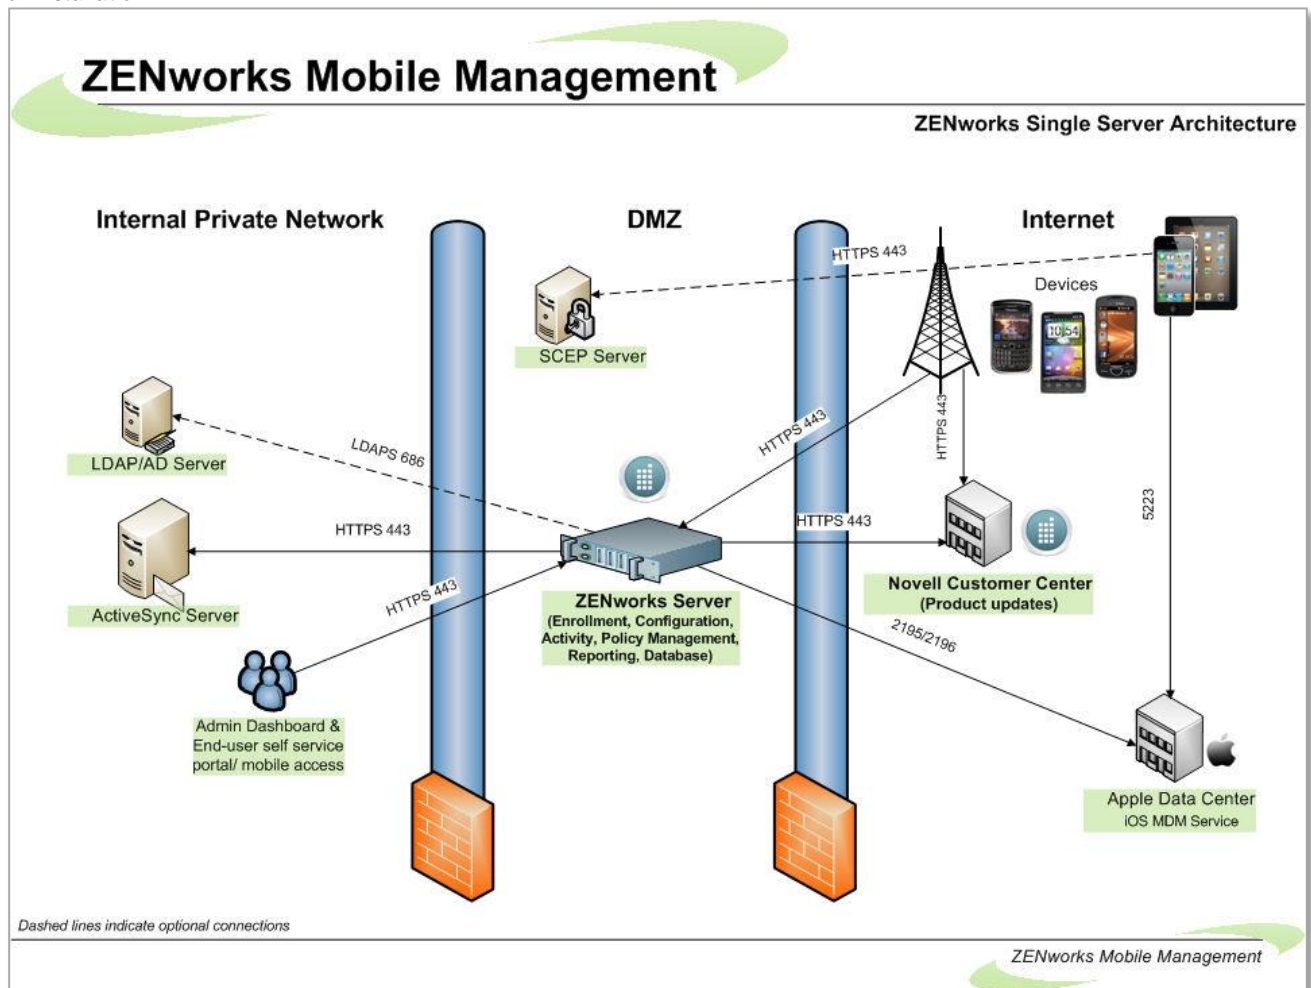 ZENworks Mobile Management
ZENworks Single Server Architecture
Internal Private Network
DMZ
Internet
HTTPS 443
Devices
10:54
SCEP Server
HTTPS 443
HTTPS 443
LDAPS 686
LDAP/AD Server
5223
HTTPS 443
HTTPS 443
ActiveSync Server
HTTPS 443
ZENworks Server
(Enrollment, Configuration,
Activity, Policy Management,
Reporting, Database)
Novell Customer Center
(Product updates)
2195/2196
Admin Dashboard &
End-user self service
portal/ mobile access
Apple Data Center
iOS MDM Service
Dashed lines indicate optional connections
ZENworks Mobile Management